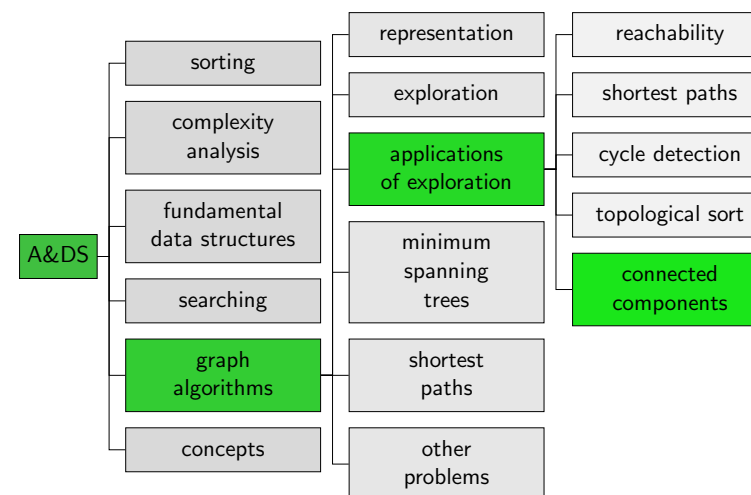 A&DS
sorting
complexity
analysis
fundamental
data structures
searching
graph
algorithms
concepts
representation
exploration
applications
of exploration
minimum
spanning
trees
shortest
paths
other
problems
reachability
shortest paths
cycle detection
topological sort
connected
components